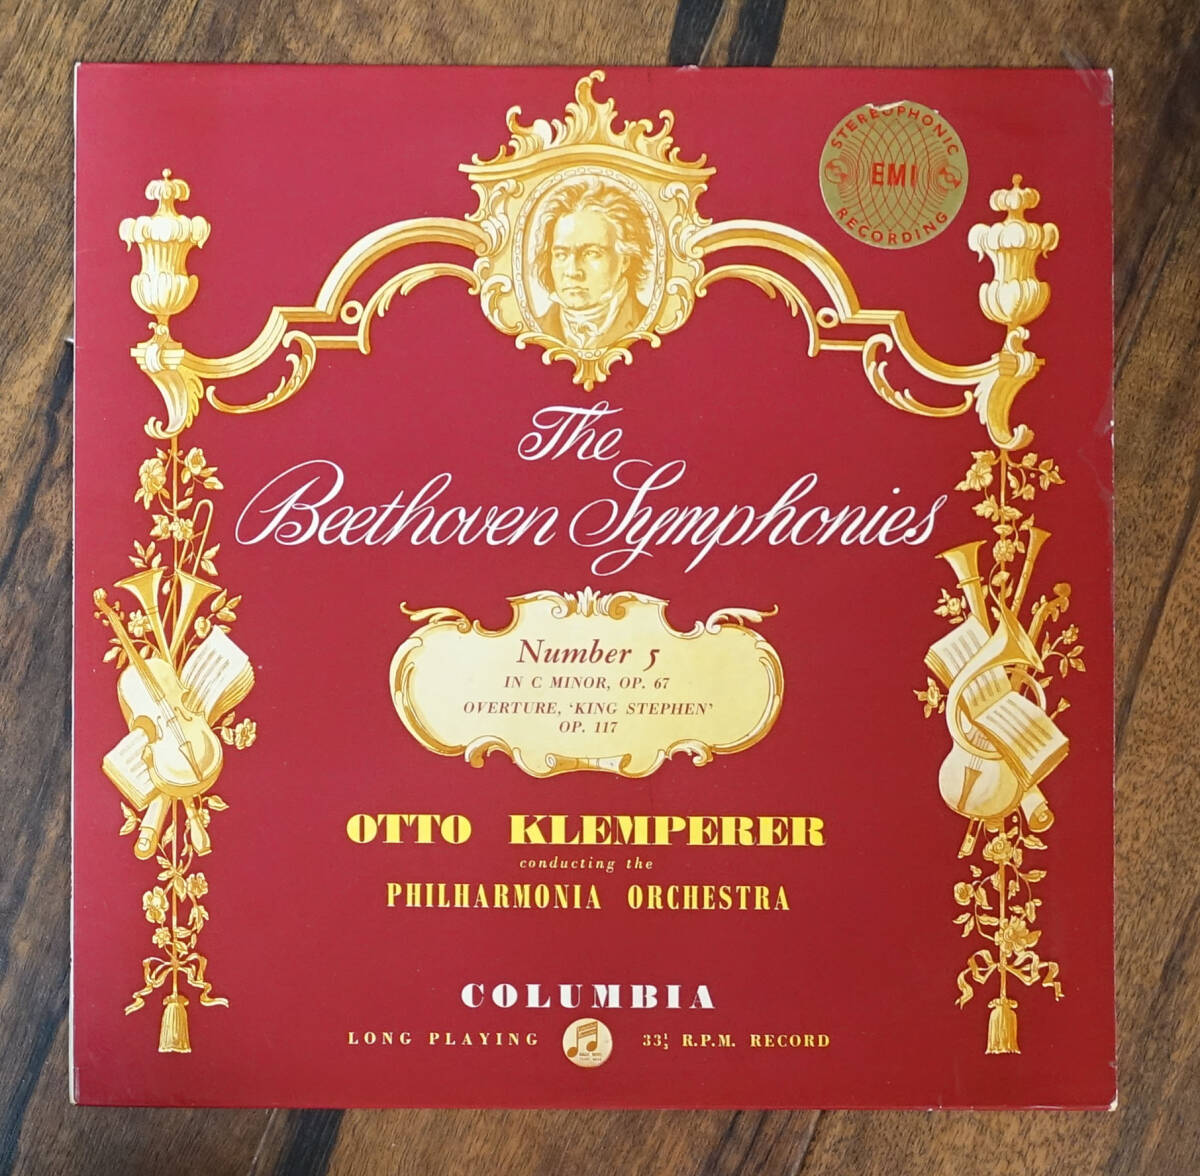 STEREOPHONIC
EMI
RECORDING
The
Beethoven Symphonies
Number 5
IN C MINOR, OP. 67
OVERTURE, ‘KING STEPHEN’
OP. 117
OTTO KLEMPERER
conducting the
PHILHARMONIA ORCHESTRA
COLUMBIA
LONG PLAYING 33⅓ R.P.M. RECORD